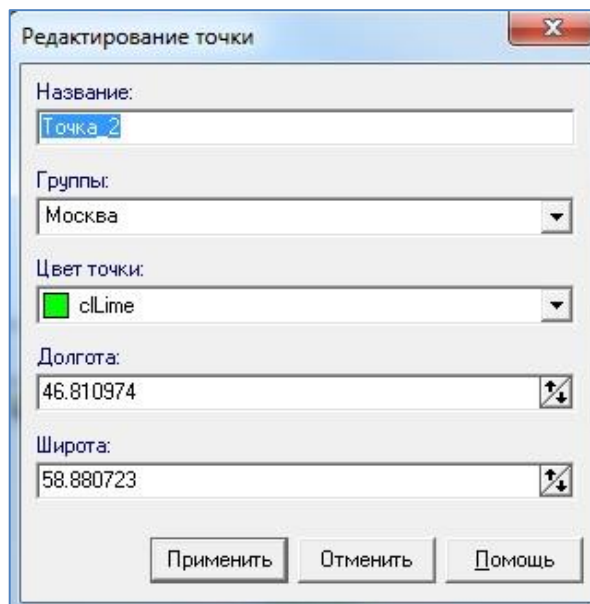 Редактирование точки
Название:
Точка_2
Группы:
Москва
Цвет точки:
clLime
Долгота:
46.810974
Широта:
58.880723
Применить Отменить Помощь